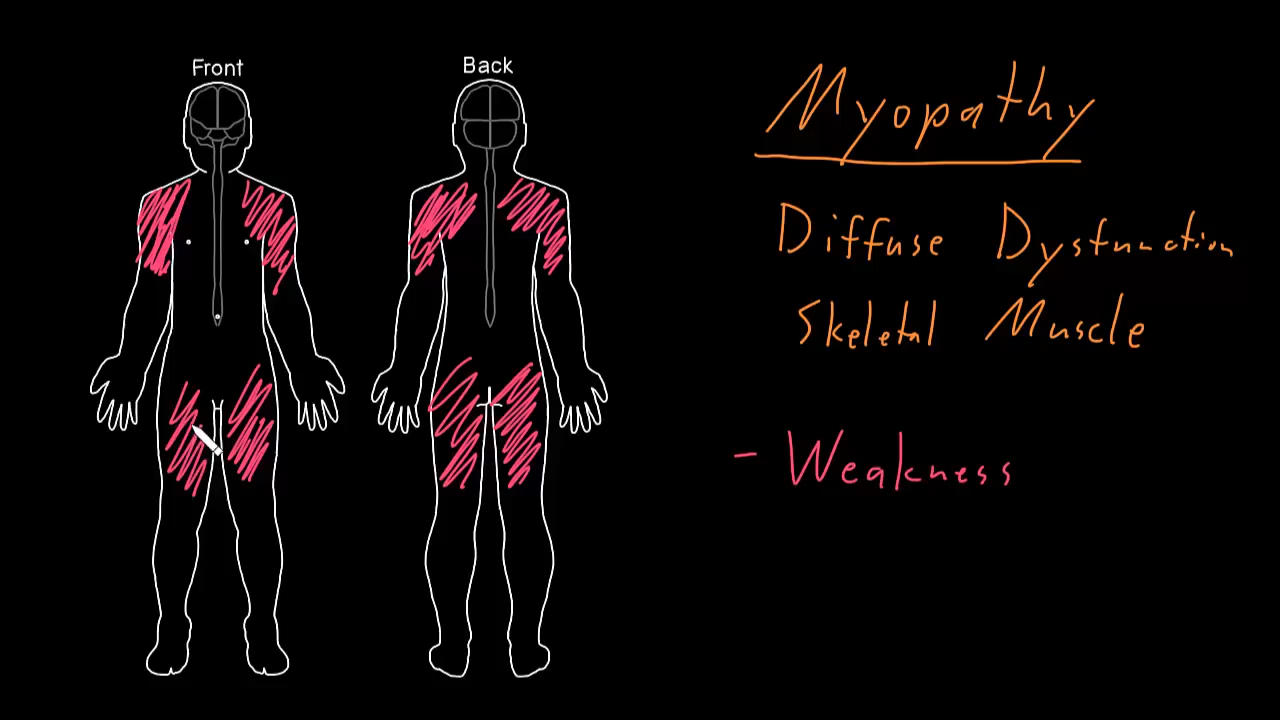 Front
Back
Myopathy
Diffuse Dysfunction
Skeletal Muscle
- Weakness